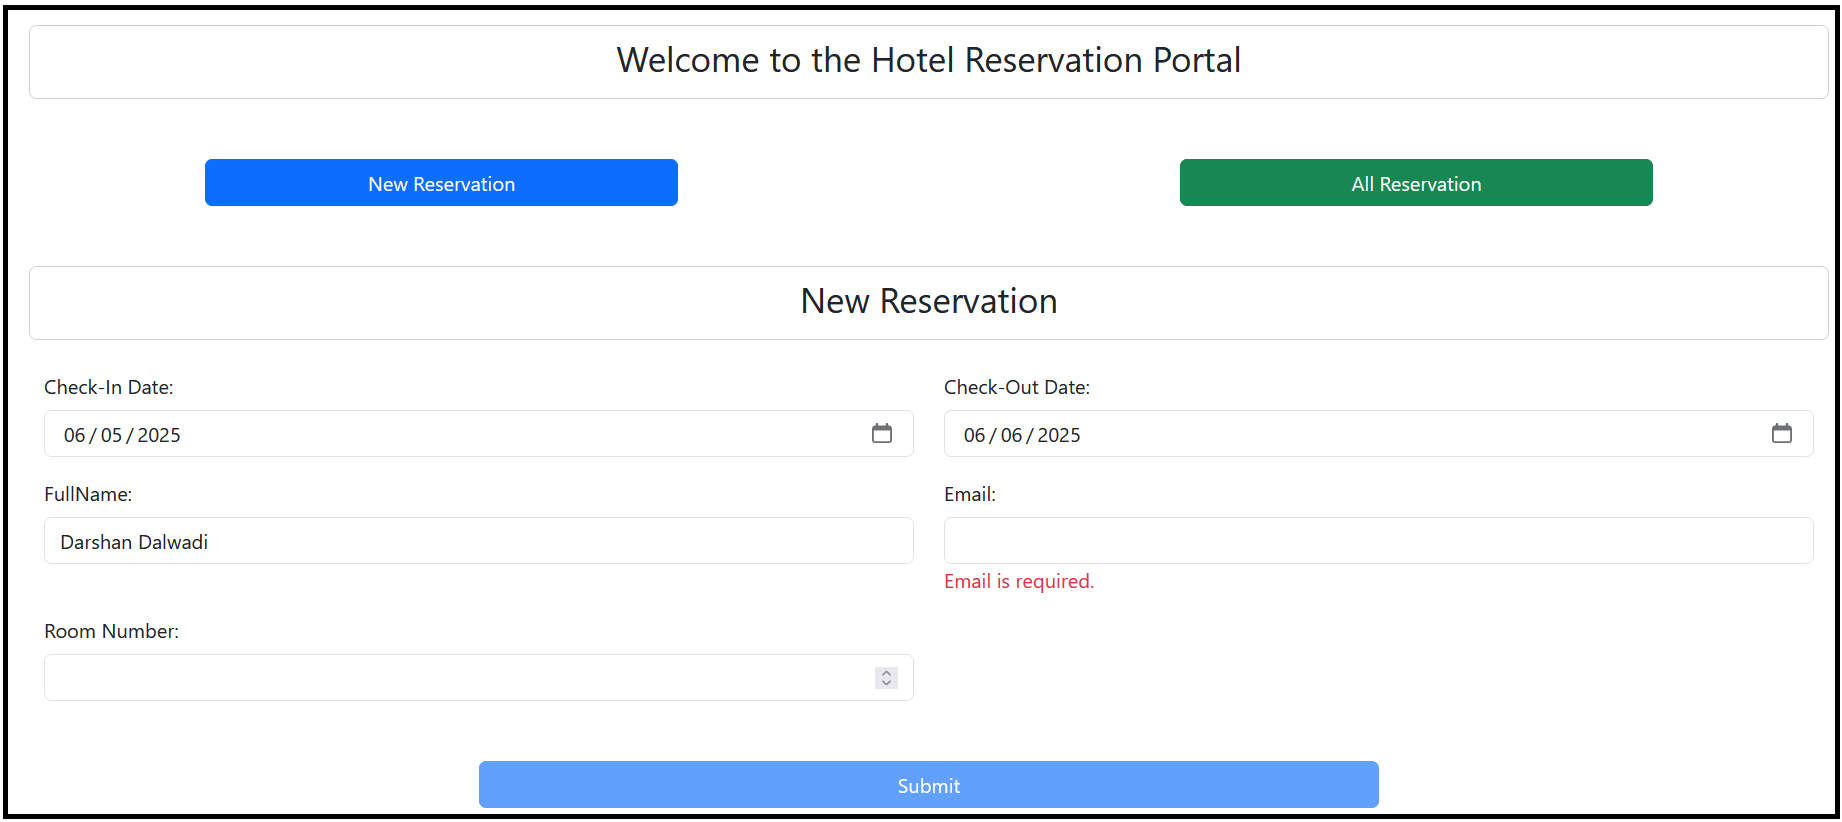 Welcome to the Hotel Reservation Portal
New Reservation
All Reservation
New Reservation
Check-In Date:
Check-Out Date:
06/05/2025
06/06/2025
FullName:
Email:
Darshan Dalwadi
Email is required.
Room Number:
Submit